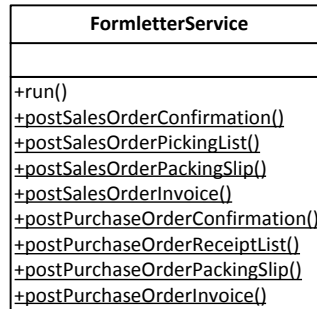 FormletterService
+run()
+postSalesOrderConfirmation()
+postSalesOrderPickingList()
+postSalesOrderPackingSlip()
+postSalesOrderInvoice()
+postPurchaseOrderConfirmation()
+postPurchaseOrderReceiptList()
+postPurchaseOrderPackingSlip()
+postPurchaseOrderInvoice()